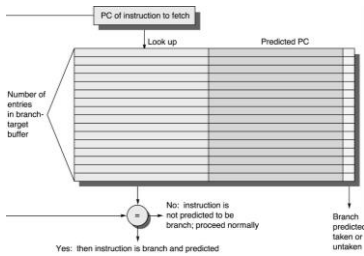 PC of instruction to fetch
Look up
Predicted PC
Number of
entries
in branch-
target
buffer
=
No: instruction is
not predicted to be
branch; proceed normally
Branch
predicted
taken or
untaken
Yes: then instruction is branch and predicted